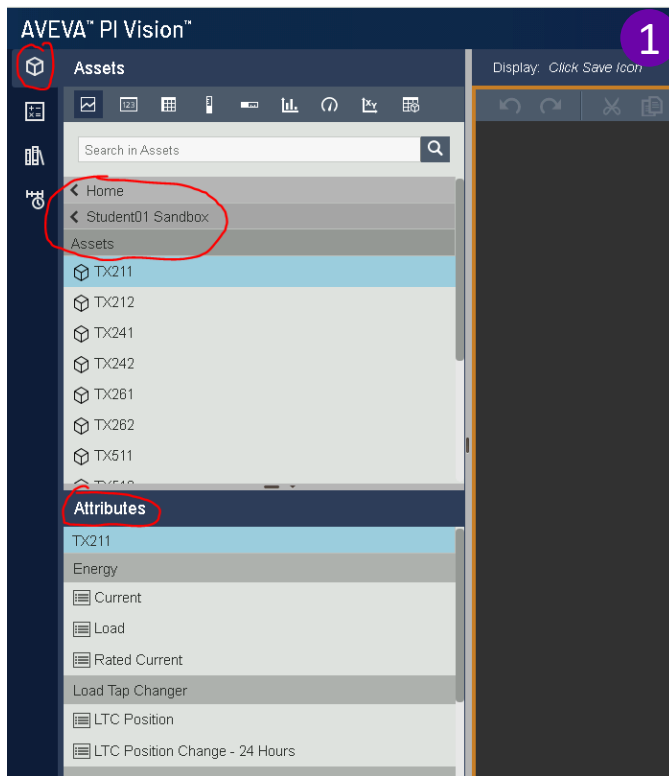 AVEVA™ PI Vision™
1
Assets
Display: Click Save Icon
123
Search in Assets
Home
Student01 Sandbox
Assets
TX211
TX212
TX241
TX242
TX261
TX262
TX511
Attributes
TX211
Energy
Current
Load
Rated Current
Load Tap Changer
LTC Position
LTC Position Change - 24 Hours